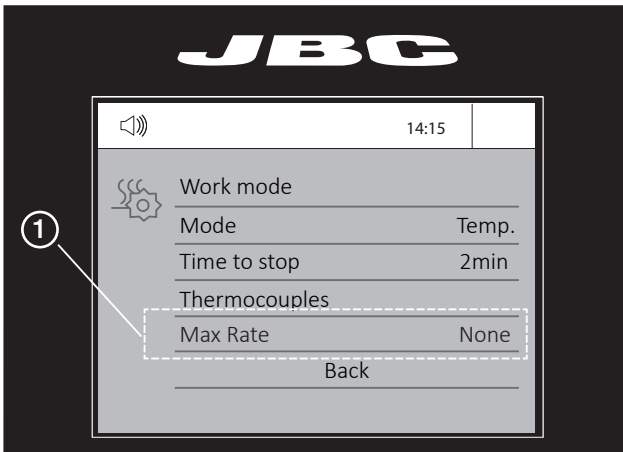 JBC
14:15
Work mode
Mode Temp.
Time to stop 2min
Thermocouples
1
Max Rate None
Back